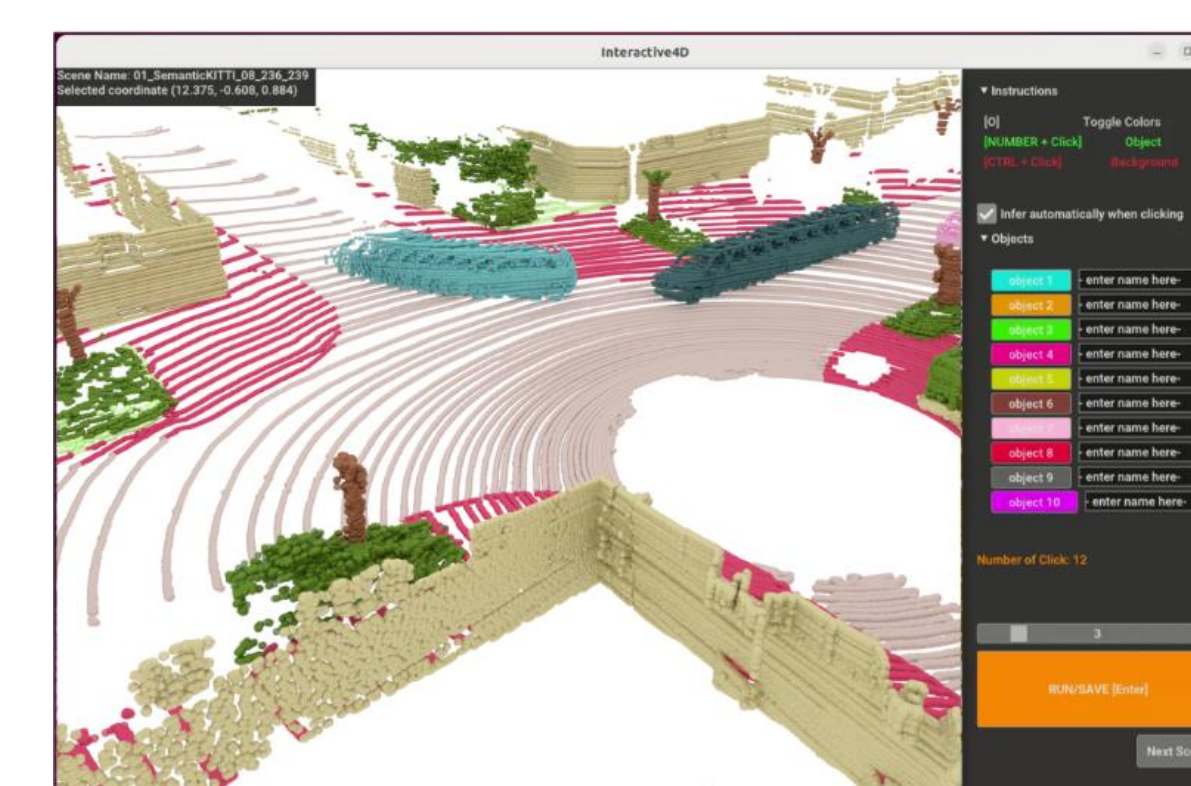 Interactive4D
Scene Name: 01_SemanticKITTI_08_236_239
Selected coordinate (12.375, -0.608, 0.884)
▾ Instructions
[O] Toggle Colors
[NUMBER + Click] Object
[CTRL + Click] Background
Infer automatically when clicking
▾ Objects
object 1 - enter name here-
object 2 - enter name here-
object 3 - enter name here-
object 4 - enter name here-
object 5 - enter name here-
object 6 - enter name here-
object 7 - enter name here-
object 8 - enter name here-
object 9 - enter name here-
object 10 - enter name here-
Number of Click: 12
3
RUN/SAVE [Enter]
Next